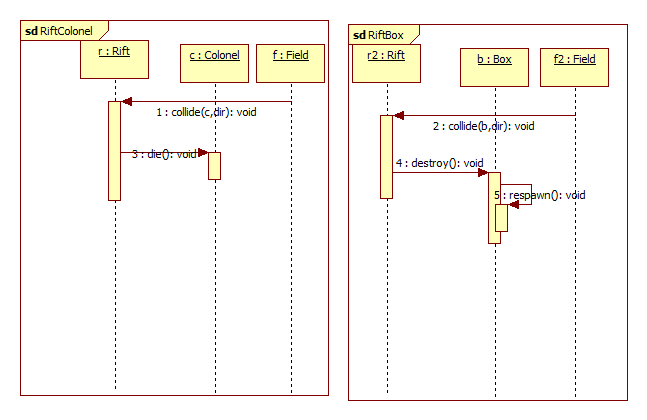 sd RiftColonel
r : Rift
c : Colonel
f : Field
1 : collide(c,dir): void
3 : die(): void
sd RiftBox
r2 : Rift
b : Box
f2 : Field
2 : collide(b,dir): void
4 : destroy(): void
5 : respawn(): void